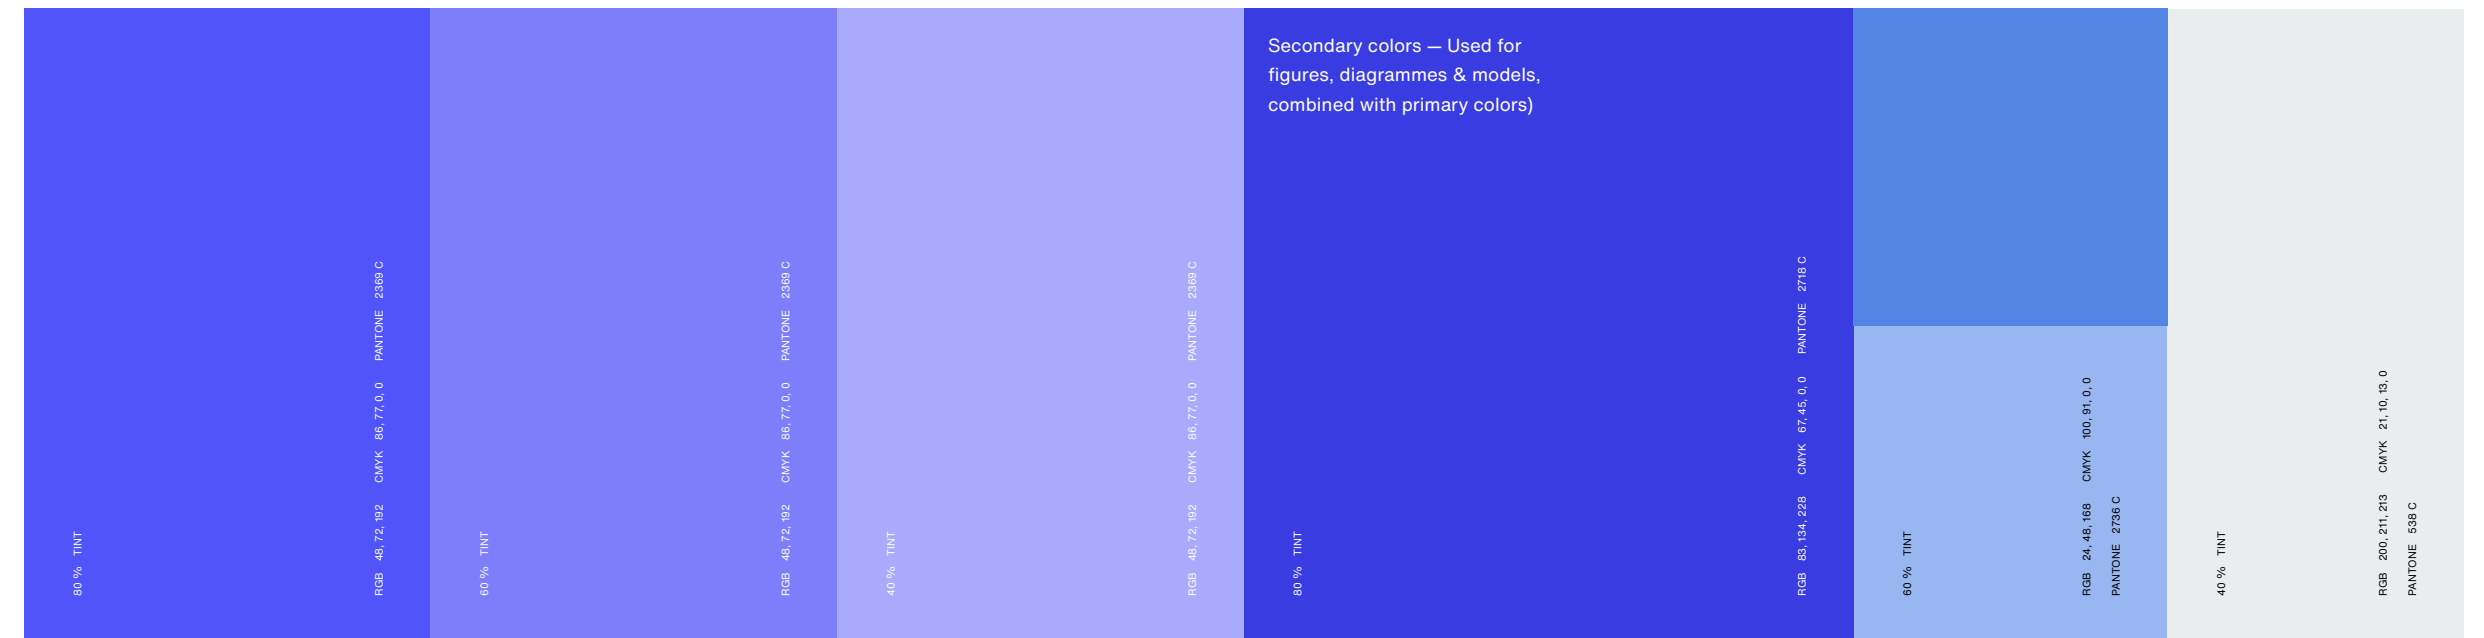 80 % TINT
RGB 48, 72, 192 CMYK 86, 77, 0, 0 PANTONE 2369 C
60 % TINT
RGB 48, 72, 192 CMYK 86, 77, 0, 0 PANTONE 2369 C
40 % TINT
RGB 48, 72, 192 CMYK 86, 77, 0, 0 PANTONE 2369 C
Secondary colors — Used for
figures, diagrammes & models,
combined with primary colors)
80 % TINT
RGB 83, 134, 228 CMYK 67, 45, 0, 0 PANTONE 2718 C
60 % TINT
RGB 24, 48, 168 CMYK 100, 91, 0, 0
PANTONE 2736 C
40 % TINT
RGB 200, 211, 213 CMYK 21, 10, 13, 0
PANTONE 538 C